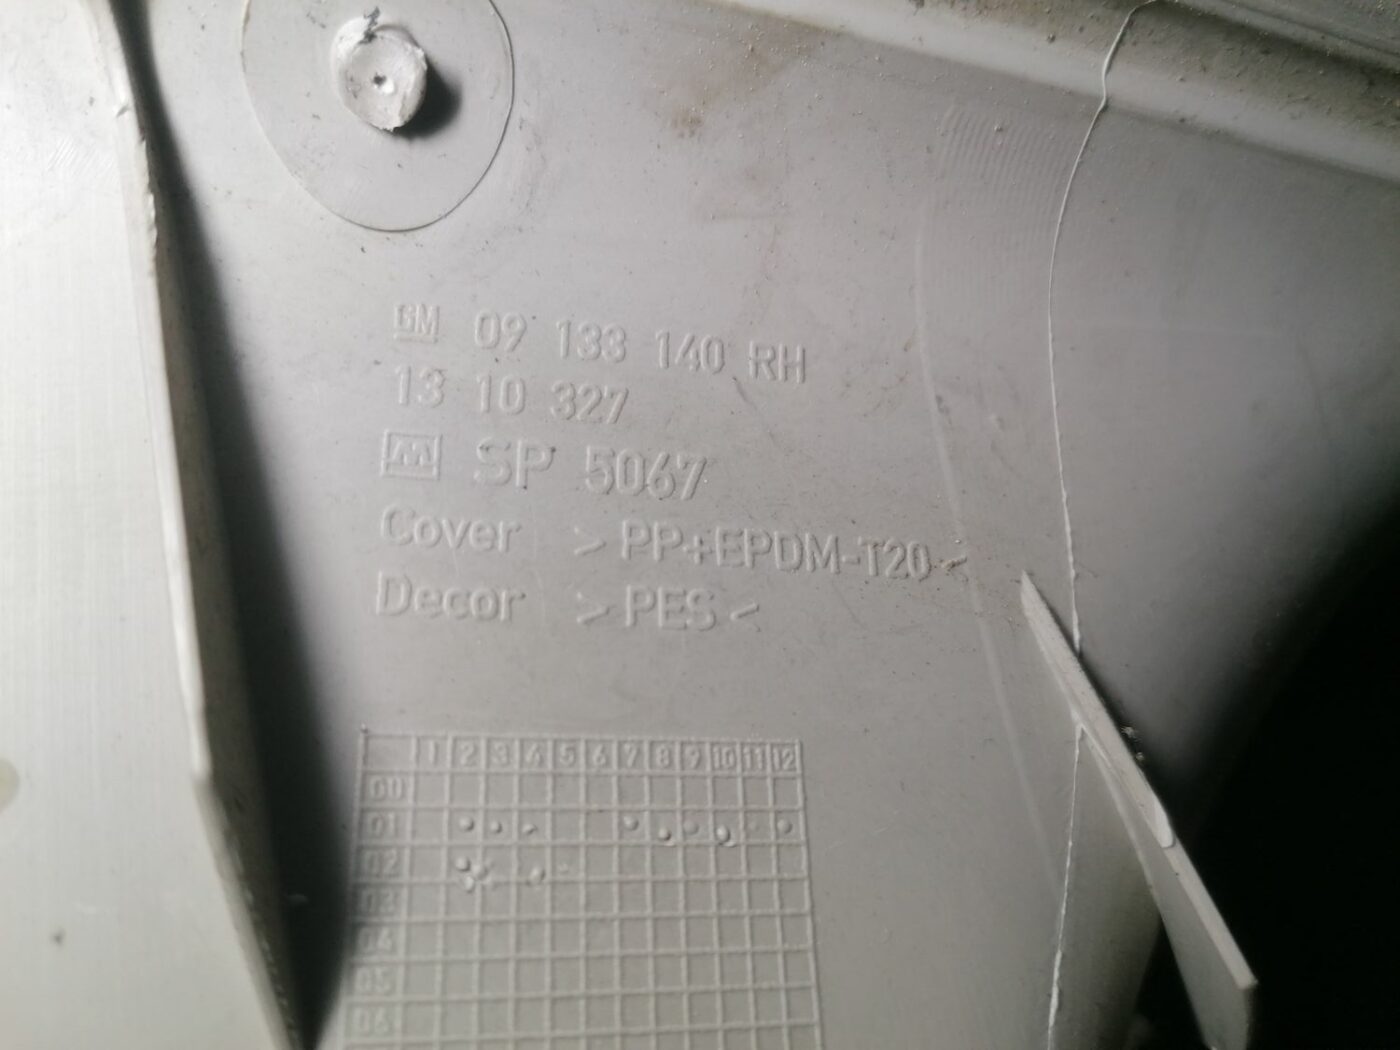 GM 09 133 140 RH
13 10 327
SP 5067
Cover >PP+EPDM-T20<
Decor >PES<
1 2 3 4 5 6 7 8 9 10 11 12
00
01
02
03
04
05
06